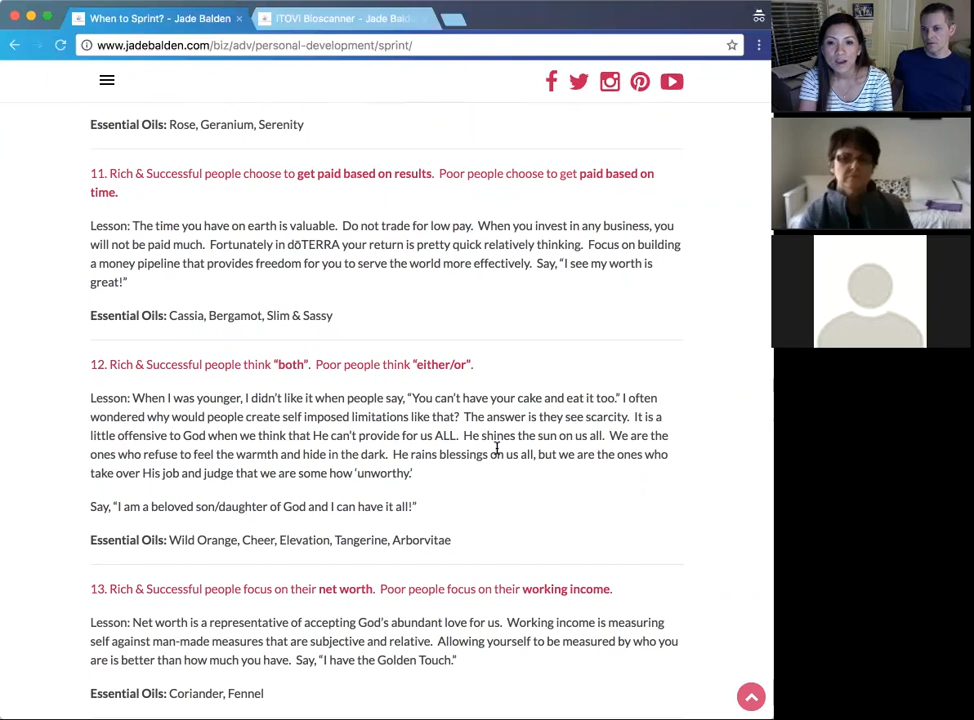 When to Sprint? - Jade Balden
iTOVi Bioscanner - Jade Bald
www.jadebalden.com/biz/adv/personal-development/sprint/
Essential Oils: Rose, Geranium, Serenity
11. Rich & Successful people choose to get paid based on results. Poor people choose to get paid based on
time.
Lesson: The time you have on earth is valuable. Do not trade for low pay. When you invest in any business, you
will not be paid much. Fortunately in dōTERRA your return is pretty quick relatively thinking. Focus on building
a money pipeline that provides freedom for you to serve the world more effectively. Say, “I see my worth is
great!”
Essential Oils: Cassia, Bergamot, Slim & Sassy
12. Rich & Successful people think “both”. Poor people think “either/or”.
Lesson: When I was younger, I didn’t like it when people say, “You can’t have your cake and eat it too.” I often
wondered why would people create self imposed limitations like that? The answer is they see scarcity. It is a
little offensive to God when we think that He can’t provide for us ALL. He shines the sun on us all. We are the
ones who refuse to feel the warmth and hide in the dark. He rains blessings on us all, but we are the ones who
take over His job and judge that we are some how ‘unworthy.’
Say, “I am a beloved son/daughter of God and I can have it all!”
Essential Oils: Wild Orange, Cheer, Elevation, Tangerine, Arborvitae
13. Rich & Successful people focus on their net worth. Poor people focus on their working income.
Lesson: Net worth is a representative of accepting God’s abundant love for us. Working income is measuring
self against man-made measures that are subjective and relative. Allowing yourself to be measured by who you
are is better than how much you have. Say, “I have the Golden Touch.”
Essential Oils: Coriander, Fennel